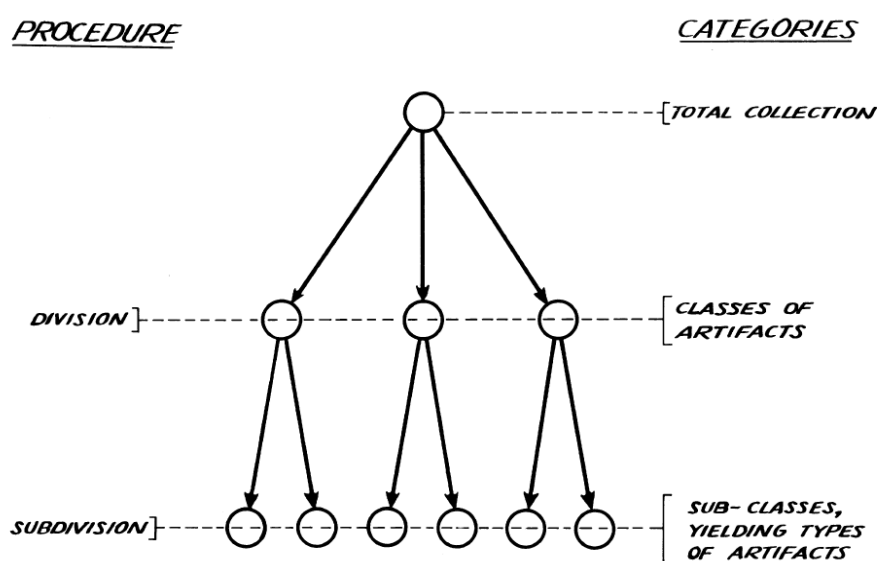 PROCEDURE
CATEGORIES
TOTAL COLLECTION
DIVISION
CLASSES OF
ARTIFACTS
SUBDIVISION
SUB-CLASSES,
YIELDING TYPES
OF ARTIFACTS